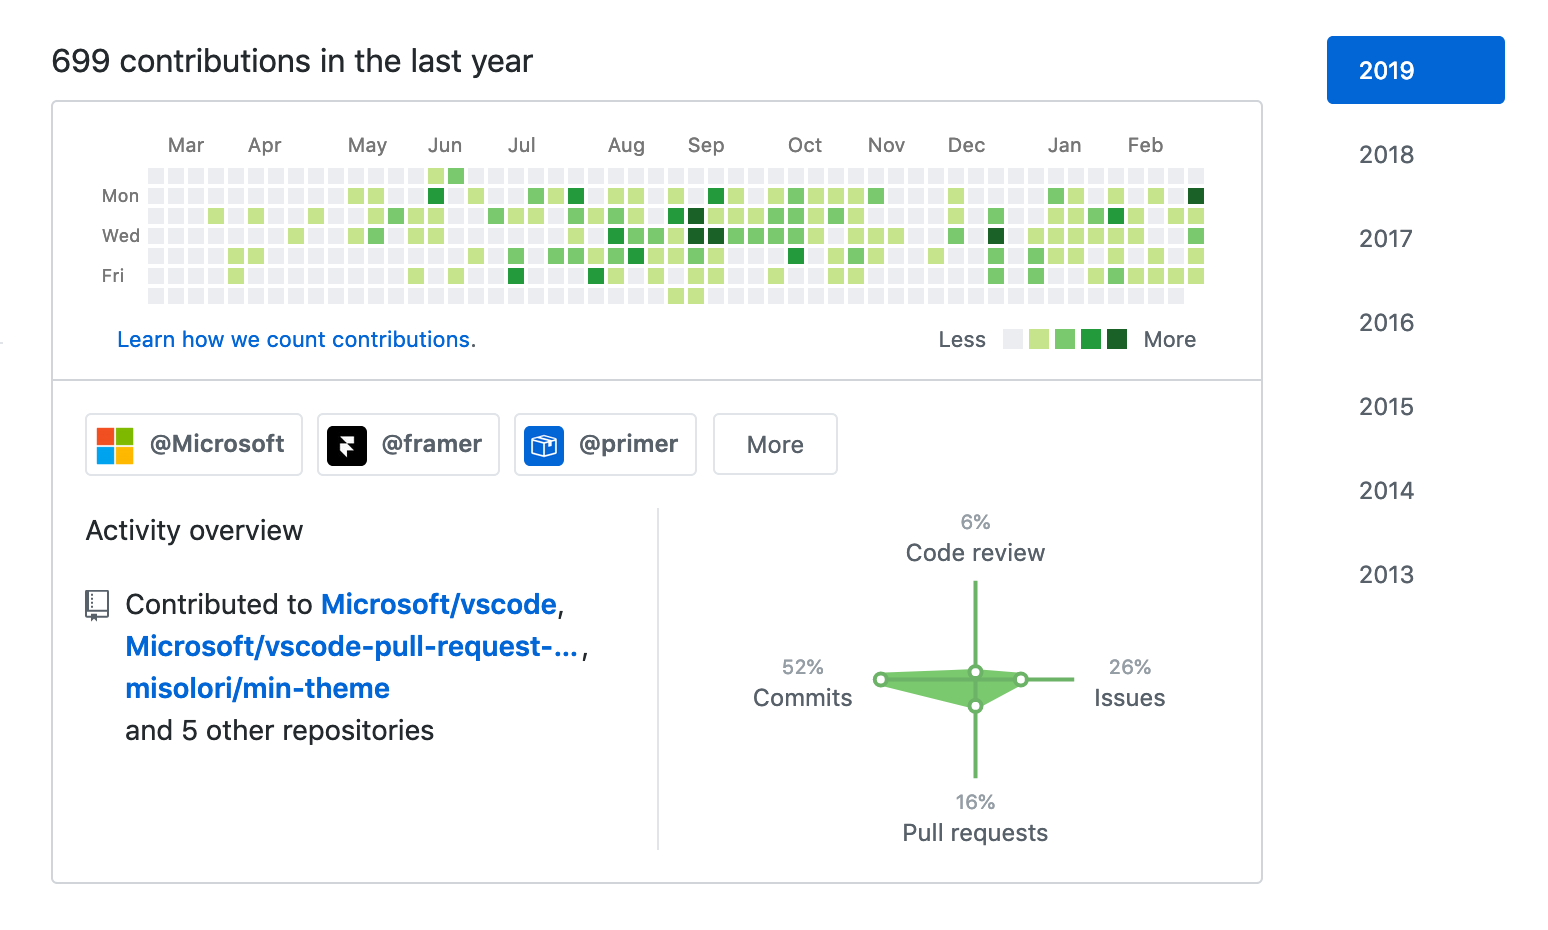 699 contributions in the last year
2019
2018
2017
2016
2015
2014
2013
Mar Apr May Jun Jul Aug Sep Oct Nov Dec Jan Feb
Mon
Wed
Fri
Learn how we count contributions.
Less More
@Microsoft @framer @primer More
Activity overview
Contributed to Microsoft/vscode,
Microsoft/vscode-pull-request-... ,
misolori/min-theme
and 5 other repositories
6%
Code review
52%
Commits
26%
Issues
16%
Pull requests